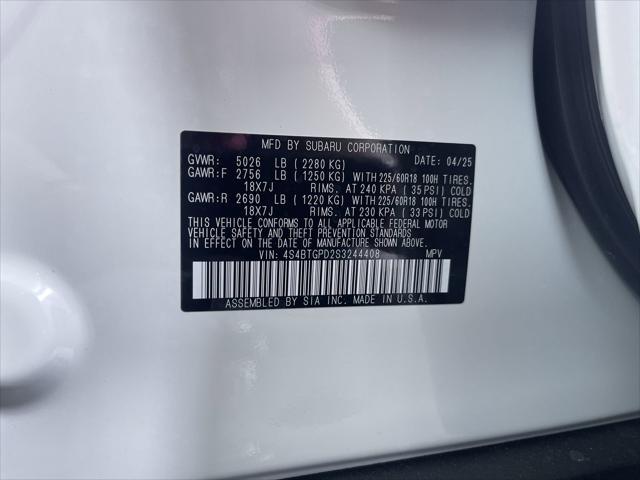 MFD BY SUBARU CORPORATION
GVWR: 5026 LB ( 2280 KG) DATE: 04/25
GAWR:F 2756 LB ( 1250 KG) WITH 225/60R18 100H TIRES.
18X7J RIMS. AT 240 KPA ( 35 PSI) COLD
GAWR:R 2690 LB ( 1220 KG) WITH 225/60R18 100H TIRES.
18X7J RIMS. AT 230 KPA ( 33 PSI) COLD
THIS VEHICLE CONFORMS TO ALL APPLICABLE FEDERAL MOTOR
VEHICLE SAFETY AND BUMPER STANDARDS
IN EFFECT ON THE DATE OF MANUFACTURE SHOWN ABOVE.
VIN: 4S4BTGPD2S3244408 MPV
ASSEMBLED BY SIA INC. MADE IN U.S.A.